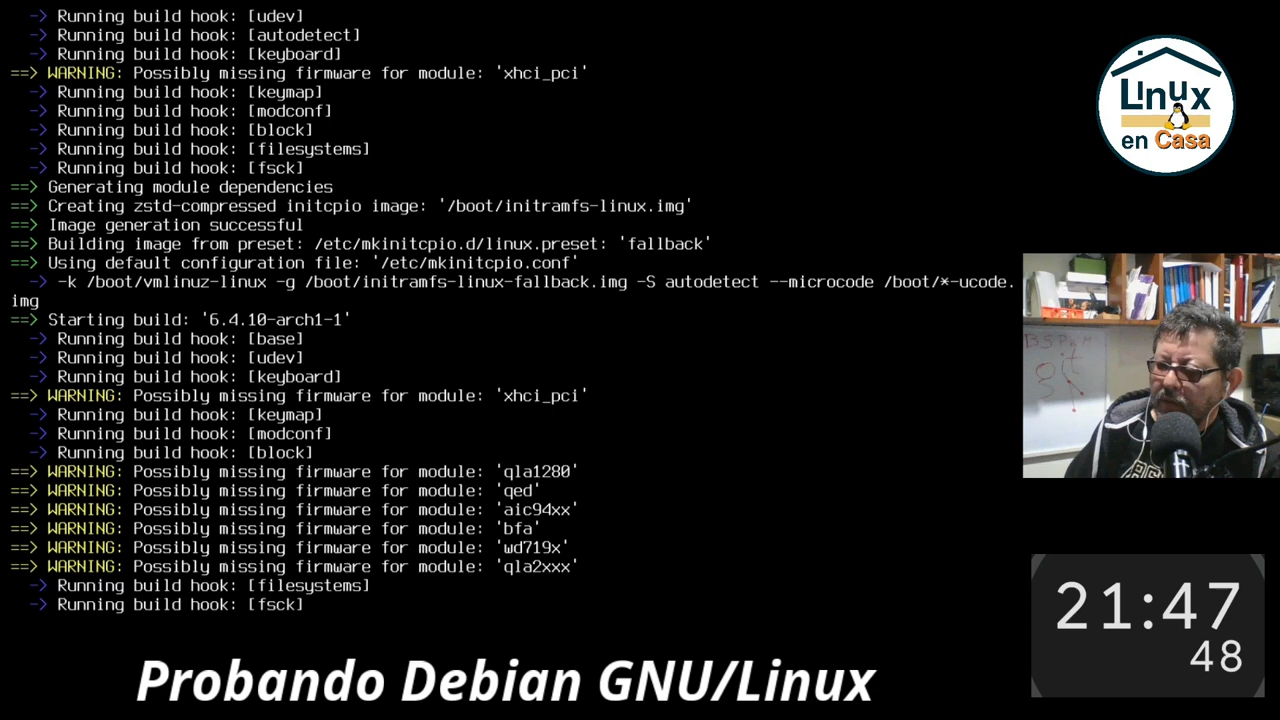 -> Running build hook: [udev]
-> Running build hook: [autodetect]
-> Running build hook: [keyboard]
==> WARNING: Possibly missing firmware for module: 'xhci_pci'
-> Running build hook: [keymap]
-> Running build hook: [modconf]
-> Running build hook: [block]
-> Running build hook: [filesystems]
-> Running build hook: [fsck]
==> Generating module dependencies
==> Creating zstd-compressed initcpio image: '/boot/initramfs-linux.img'
==> Image generation successful
==> Building image from preset: /etc/mkinitcpio.d/linux.preset: 'fallback'
==> Using default configuration file: '/etc/mkinitcpio.conf'
-> -k /boot/vmlinuz-linux -g /boot/initramfs-linux-fallback.img -S autodetect --microcode /boot/*-ucode.
img
==> Starting build: '6.4.10-arch1-1'
-> Running build hook: [base]
-> Running build hook: [udev]
-> Running build hook: [keyboard]
==> WARNING: Possibly missing firmware for module: 'xhci_pci'
-> Running build hook: [keymap]
-> Running build hook: [modconf]
-> Running build hook: [block]
==> WARNING: Possibly missing firmware for module: 'qla1280'
==> WARNING: Possibly missing firmware for module: 'qed'
==> WARNING: Possibly missing firmware for module: 'aic94xx'
==> WARNING: Possibly missing firmware for module: 'bfa'
==> WARNING: Possibly missing firmware for module: 'wd719x'
==> WARNING: Possibly missing firmware for module: 'qla2xxx'
-> Running build hook: [filesystems]
-> Running build hook: [fsck]
Linux
en Casa
21:47
48
Probando Debian GNU/Linux